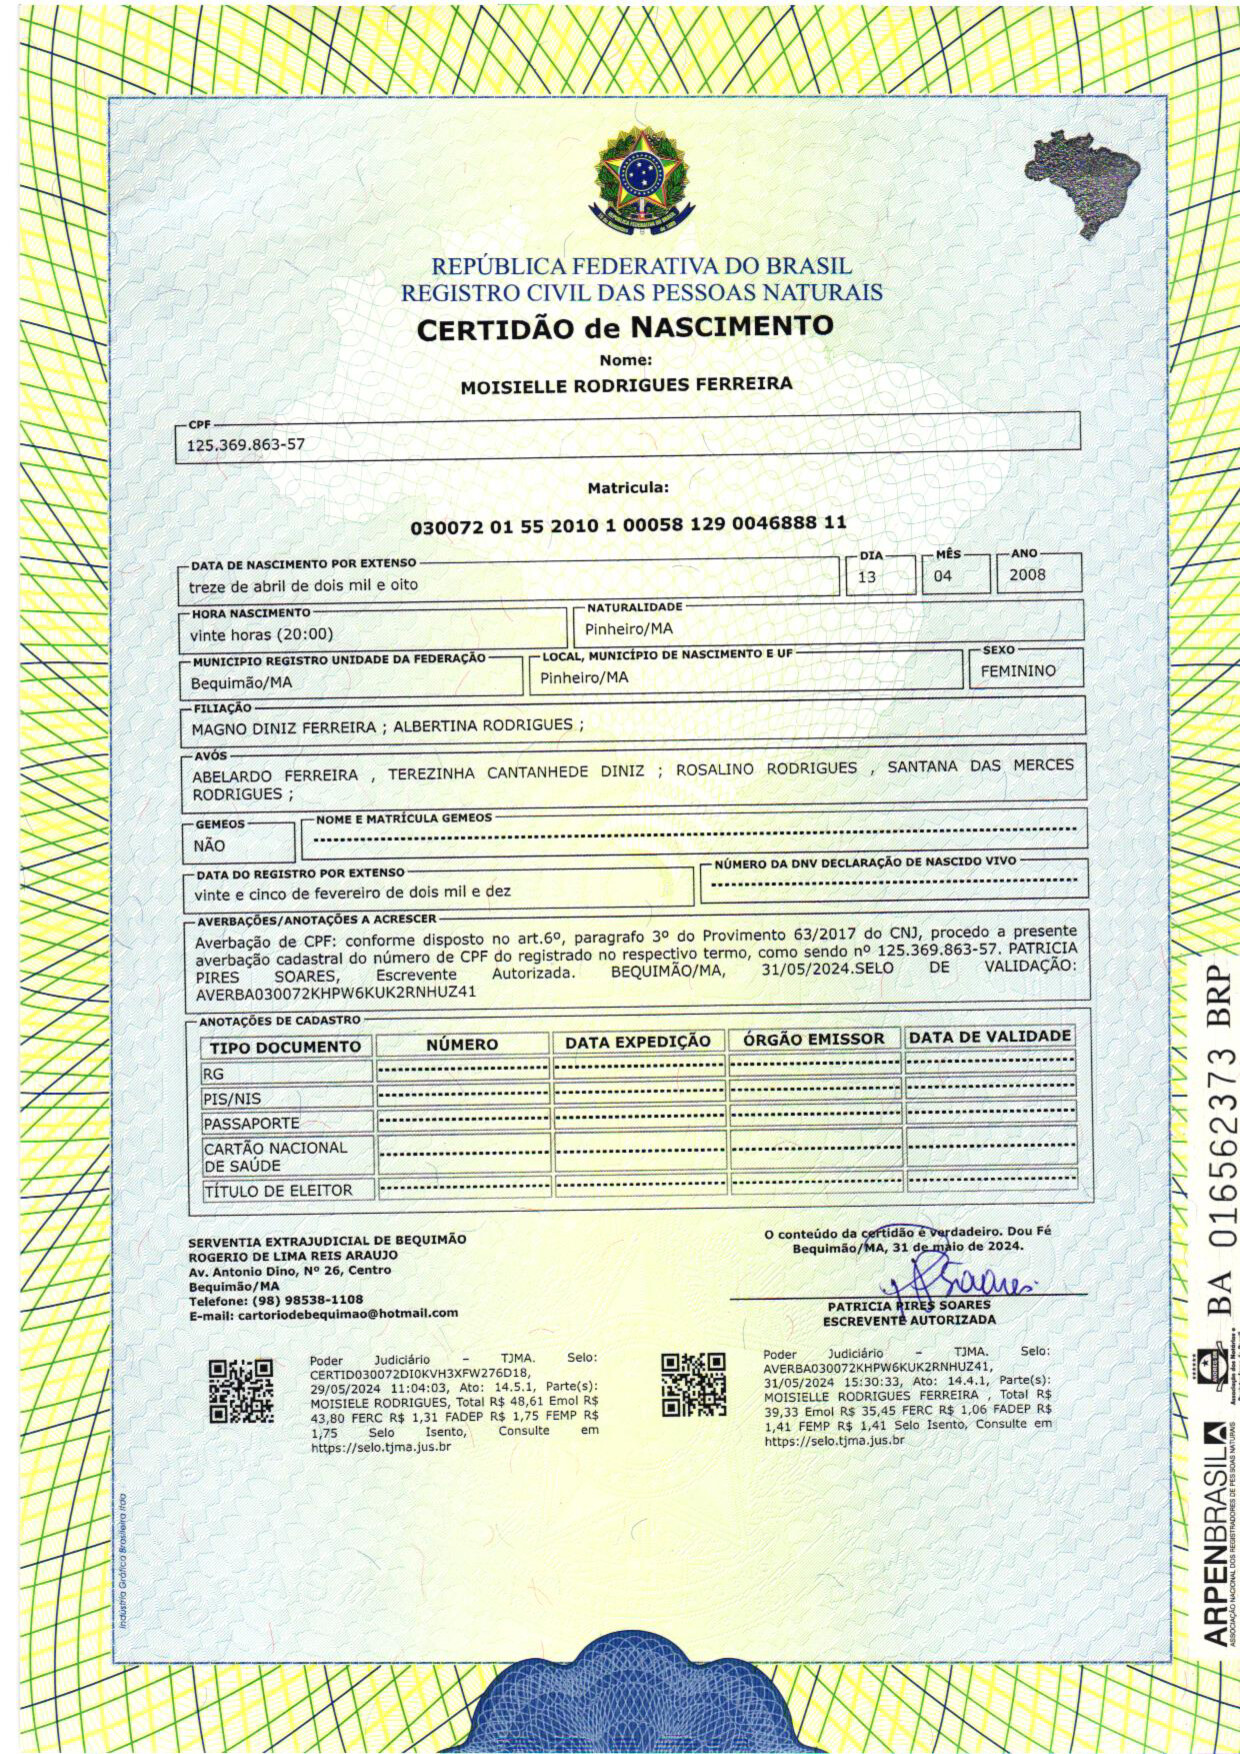 REPÚBLICA FEDERATIVA DO BRASIL
REGISTRO CIVIL DAS PESSOAS NATURAIS
CERTIDÃO de NASCIMENTO
Nome:
MOISIELLE RODRIGUES FERREIRA
CPF
125.369.863-57
Matricula:
030072 01 55 2010 1 00058 129 0046888 11
DATA DE NASCIMENTO POR EXTENSO
treze de abril de dois mil e oito
DIA
13
MÊS
04
ANO
2008
HORA NASCIMENTO
vinte horas (20:00)
NATURALIDADE
Pinheiro/MA
MUNICIPIO REGISTRO UNIDADE DA FEDERAÇÃO
Bequimão/MA
LOCAL, MUNICÍPIO DE NASCIMENTO E UF
Pinheiro/MA
SEXO
FEMININO
FILIAÇÃO
MAGNO DINIZ FERREIRA ; ALBERTINA RODRIGUES ;
AVÓS
ABELARDO FERREIRA , TEREZINHA CANTANHEDE DINIZ ; ROSALINO RODRIGUES , SANTANA DAS MERCES
RODRIGUES ;
GEMEOS
NÃO
NOME E MATRÍCULA GEMEOS
DATA DO REGISTRO POR EXTENSO
vinte e cinco de fevereiro de dois mil e dez
NÚMERO DA DNV DECLARAÇÃO DE NASCIDO VIVO
AVERBAÇÕES/ANOTAÇÕES A ACRESCER
Averbação de CPF: conforme disposto no art.6º, paragrafo 3º do Provimento 63/2017 do CNJ, procedo a presente
averbação cadastral do número de CPF do registrado no respectivo termo, como sendo nº 125.369.863-57. PATRICIA
PIRES SOARES, Escrevente Autorizada. BEQUIMÃO/MA, 31/05/2024.SELO DE VALIDAÇÃO:
AVERBA030072KHPW6KUK2RNHUZ41
ANOTAÇÕES DE CADASTRO
TIPO DOCUMENTO NÚMERO DATA EXPEDIÇÃO ÓRGÃO EMISSOR DATA DE VALIDADE
RG
PIS/NIS
PASSAPORTE
CARTÃO NACIONAL
DE SAÚDE
TÍTULO DE ELEITOR
SERVENTIA EXTRAJUDICIAL DE BEQUIMÃO
ROGERIO DE LIMA REIS ARAUJO
Av. Antonio Dino, Nº 26, Centro
Bequimão/MA
Telefone: (98) 98538-1108
E-mail: cartoriodebequimao@hotmail.com
O conteúdo da certidão é verdadeiro. Dou Fé
Bequimão/MA, 31 de maio de 2024.
PATRICIA PIRES SOARES
ESCREVENTE AUTORIZADA
Poder Judiciário – TJMA. Selo:
CERTID030072DI0KVH3XFW276D18,
29/05/2024 11:04:03, Ato: 14.5.1, Parte(s):
MOISIELE RODRIGUES, Total R$ 48,61 Emol R$
43,80 FERC R$ 1,31 FADEP R$ 1,75 FEMP R$
1,75 Selo Isento, Consulte em
https://selo.tjma.jus.br
Poder Judiciário – TJMA. Selo:
AVERBA030072KHPW6KUK2RNHUZ41,
31/05/2024 15:30:33, Ato: 14.4.1, Parte(s):
MOISIELLE RODRIGUES FERREIRA , Total R$
39,33 Emol R$ 35,45 FERC R$ 1,06 FADEP R$
1,41 FEMP R$ 1,41 Selo Isento, Consulte em
https://selo.tjma.jus.br
Indústria Gráfica Brasileira ltda
BA 016562373 BRP
ARPENBRASIL
ASSOCIAÇÃO NACIONAL DOS REGISTRADORES DE PESSOAS NATURAIS